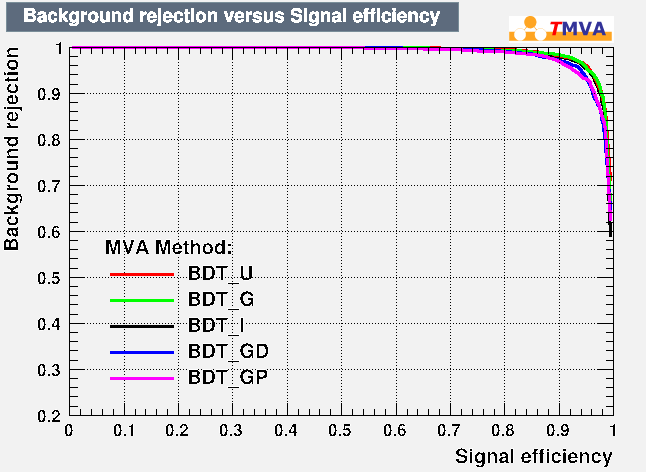 Background rejection versus Signal efficiency
TMVA
Background rejection
1
0.9
0.8
0.7
0.6
0.5
0.4
0.3
0.2
MVA Method:
BDT_U
BDT_G
BDT_I
BDT_GD
BDT_GP
0 0.1 0.2 0.3 0.4 0.5 0.6 0.7 0.8 0.9 1
Signal efficiency